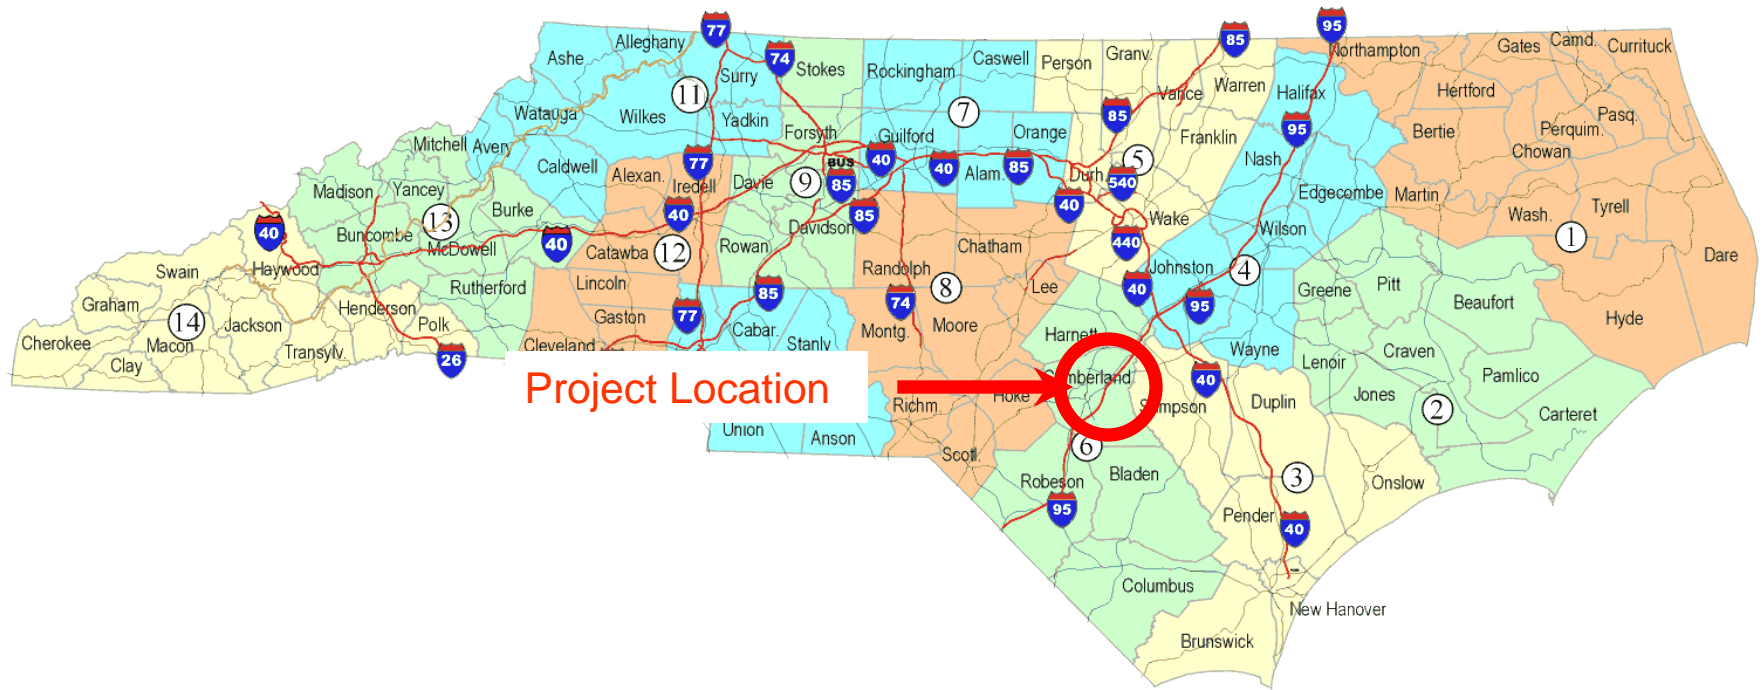 77
95
85
74
Alleghany
Ashe
Surry
Stokes
Rockingham
Caswell
Person
Granv.
Vance
Warren
Northampton
Gates
Camd.
Currituck
11
Wilkes
Watauga
Yadkin
Forsyth
7
Guilford
Orange
85
Franklin
Halifax
95
Hertford
Bertie
Pasq.
Perquim.
Chowan
Mitchell
Avery
Caldwell
Alexan.
77
Iredell
Davie
9
BUS
85
40
40
Alam.
85
Durh.
5
540
Nash
Edgecombe
Martin
Madison
Yancey
Burke
13
40
Buncombe
McDowell
40
40
12
Catawba
Rowan
Davidson
85
Chatham
40
440
Wake
Wilson
Wash.
Tyrell
1
Dare
Swain
Haywood
Rutherford
Lincoln
85
Randolph
8
Lee
Johnston
4
40
95
Greene
Pitt
Beaufort
Hyde
Graham
14
Jackson
Henderson
Polk
Gaston
77
Cabar.
Stanly
74
Montg.
Moore
Harnett
Wayne
Lenoir
Craven
Cherokee
Macon
Clay
Transylv.
26
Cleveland
Project Location
Richm.
Hoke
Cumberland
Sampson
40
Duplin
Jones
Pamlico
2
Carteret
Union
Anson
Scotl.
6
Robeson
Bladen
95
3
Onslow
Pender
40
Columbus
New Hanover
Brunswick